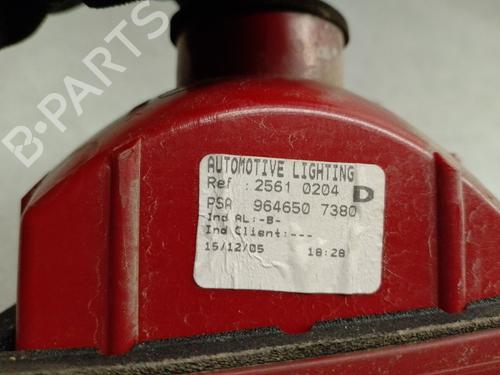 B-PARTS
AUTOMOTIVE LIGHTING
Ref : 2561 0204 D
PSA 964650 7380
Ind AL:-B-
Ind Client:---
15/12/05 18:28